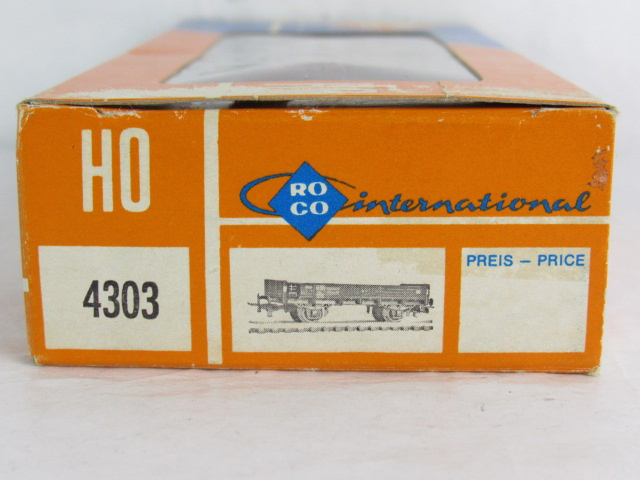 HO
RO
CO
international
4303
PREIS – PRICE